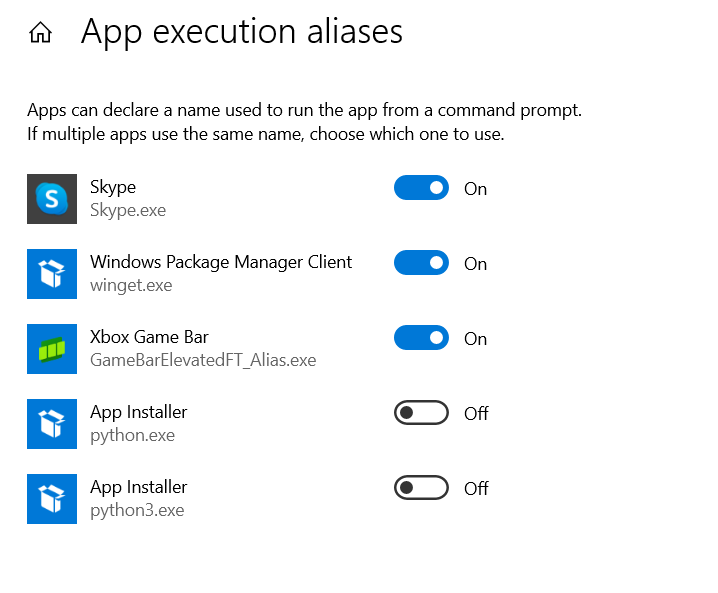 App execution aliases
Apps can declare a name used to run the app from a command prompt.
If multiple apps use the same name, choose which one to use.
S
Skype
On
Skype.exe
Windows Package Manager Client
On
winget.exe
Xbox Game Bar
On
GameBarElevatedFT_Alias.exe
App Installer
Off
python.exe
App Installer
Off
python3.exe